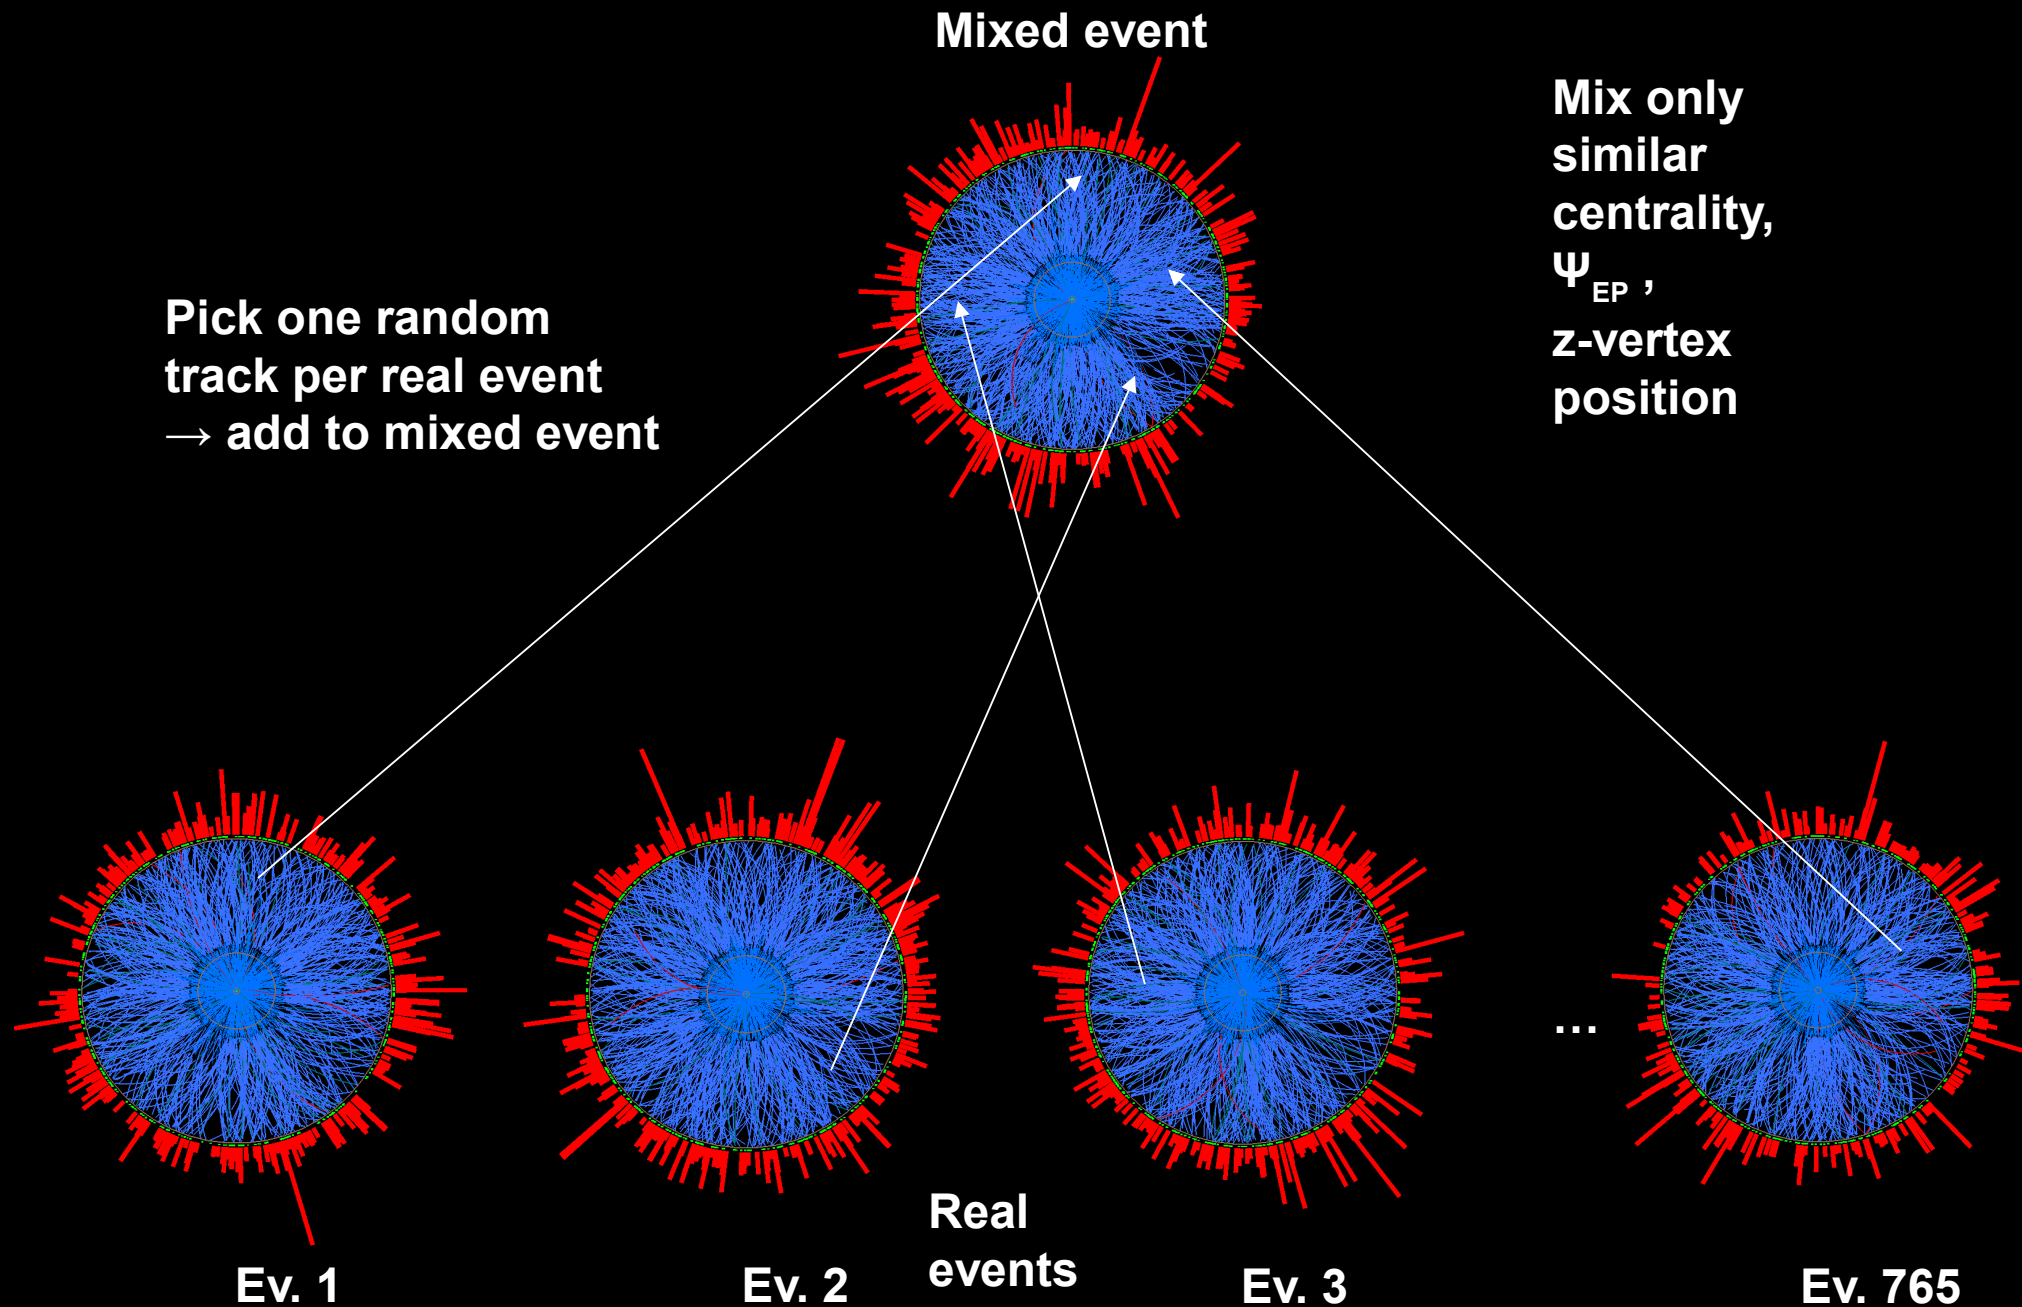 Mixed event
Mix only
similar
centrality,
Ψ_EP ,
z-vertex
position
Pick one random
track per real event
→ add to mixed event
...
Real
events
Ev. 1
Ev. 2
Ev. 3
Ev. 765